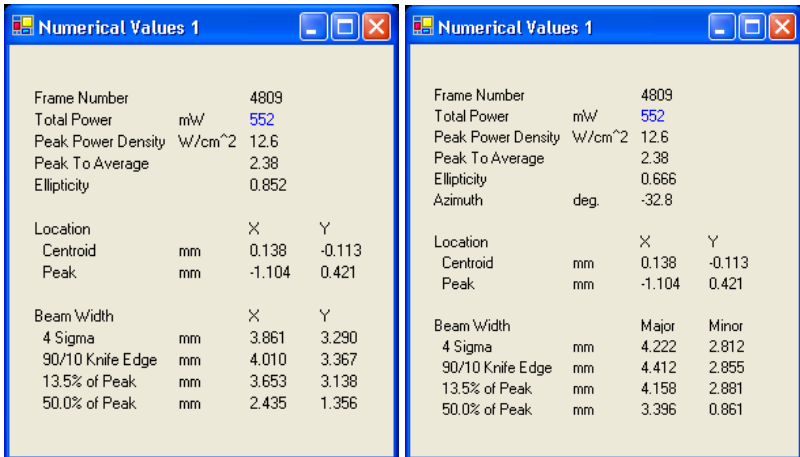 Numerical Values 1
Frame Number 4809
Total Power mW 552
Peak Power Density W/cm^2 12.6
Peak To Average 2.38
Ellipticity 0.852
Location X Y
Centroid mm 0.138 -0.113
Peak mm -1.104 0.421
Beam Width X Y
4 Sigma mm 3.861 3.290
90/10 Knife Edge mm 4.010 3.367
13.5% of Peak mm 3.653 3.138
50.0% of Peak mm 2.435 1.356
Numerical Values 1
Frame Number 4809
Total Power mW 552
Peak Power Density W/cm^2 12.6
Peak To Average 2.38
Ellipticity 0.666
Azimuth deg. -32.8
Location X Y
Centroid mm 0.138 -0.113
Peak mm -1.104 0.421
Beam Width Major Minor
4 Sigma mm 4.222 2.812
90/10 Knife Edge mm 4.412 2.855
13.5% of Peak mm 4.158 2.881
50.0% of Peak mm 3.396 0.861